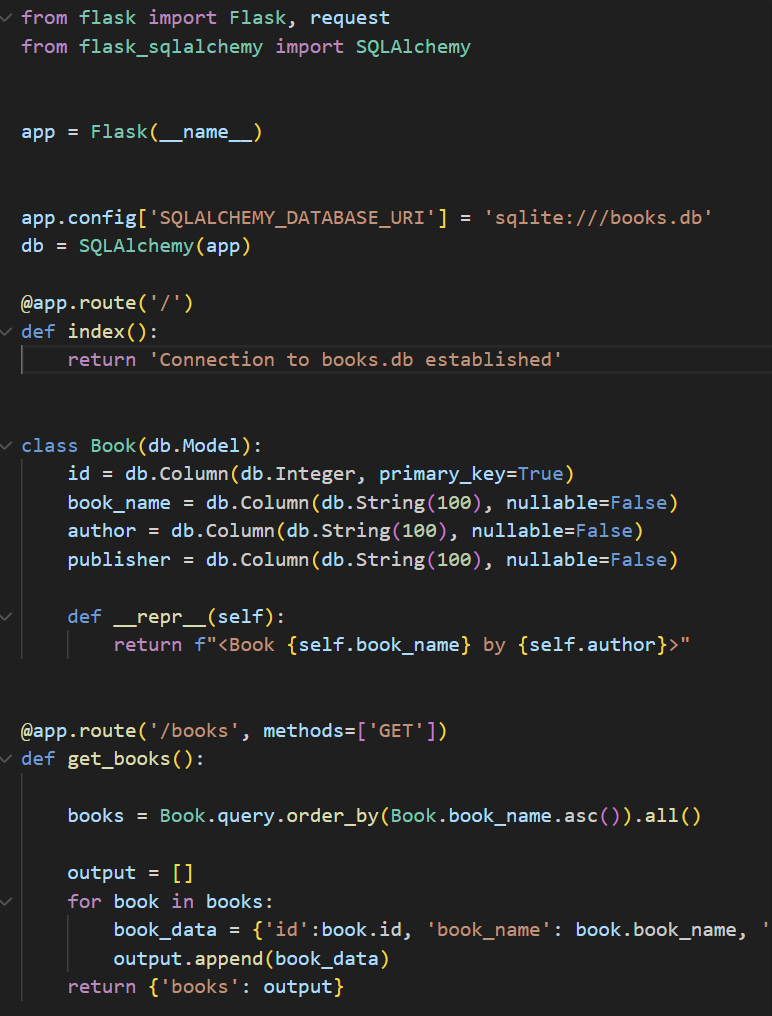 from flask import Flask, request
from flask_sqlalchemy import SQLAlchemy
app = Flask(__name__)
app.config['SQLALCHEMY_DATABASE_URI'] = 'sqlite:///books.db'
db = SQLAlchemy(app)
@app.route('/')
def index():
    return 'Connection to books.db established'
class Book(db.Model):
    id = db.Column(db.Integer, primary_key=True)
    book_name = db.Column(db.String(100), nullable=False)
    author = db.Column(db.String(100), nullable=False)
    publisher = db.Column(db.String(100), nullable=False)
    def __repr__(self):
        return f"<Book {self.book_name} by {self.author}>"
@app.route('/books', methods=['GET'])
def get_books():
    books = Book.query.order_by(Book.book_name.asc()).all()
    output = []
    for book in books:
        book_data = {'id':book.id, 'book_name': book.book_name, '
        output.append(book_data)
    return {'books': output}